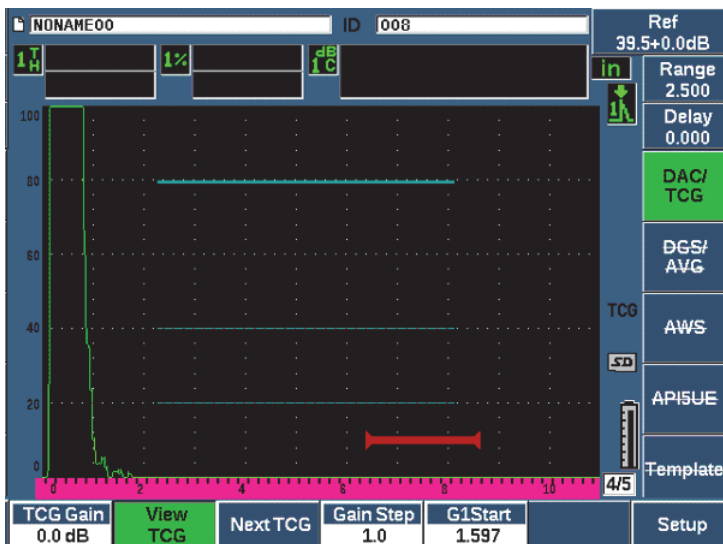 NONAME00 ID 008
Ref
39.5+0.0dB
1 T H 1% 1 dB C
in
Range
2.500
1
Delay
0.000
100
80
60
40
20
0
DAC/
TCG
DGS/
AVG
TCG
AWS
SD
API5UE
Template
0 2 4 6 8 10
4/5
TCG Gain
0.0 dB
View
TCG
Next TCG
Gain Step
1.0
G1Start
1.597
Setup